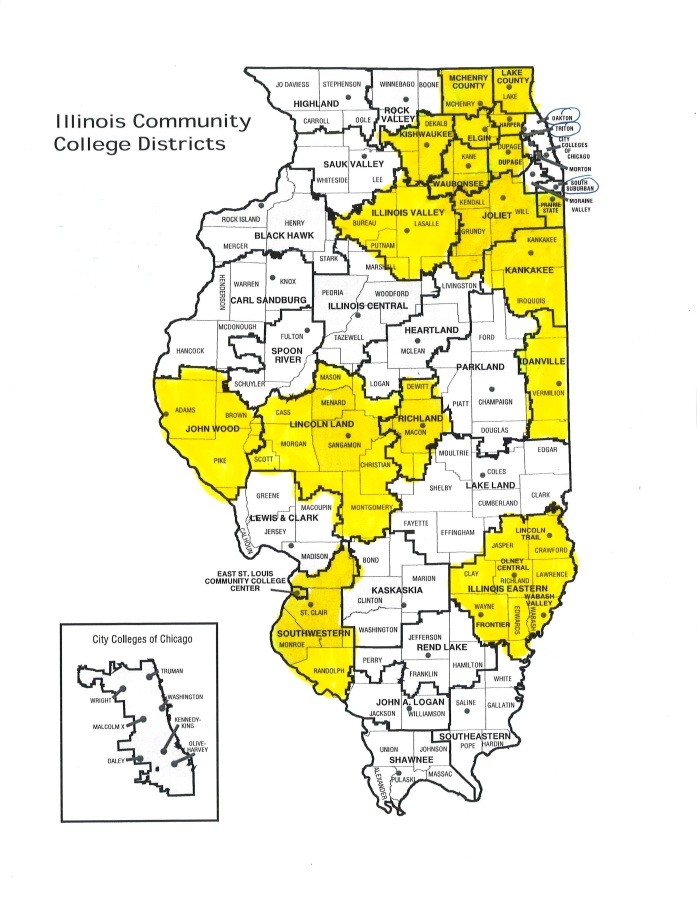 Illinois Community
College Districts
JO DAVIESS
STEPHENSON
WINNEBAGO
BOONE
MCHENRY
COUNTY
LAKE
COUNTY
HIGHLAND
MCHENRY
LAKE
CARROLL
OGLE
ROCK
VALLEY
DEKALB
KISHWAUKEE
ELGIN
HARPER
OAKTON
TRITON
CITY
COLLEGES
OF
CHICAGO
MORTON
SOUTH
SUBURBAN
MORAINE
VALLEY
PRAIRIE
STATE
SAUK VALLEY
WHITESIDE
LEE
KANE
DUPAGE
DUPAGE
WAUBONSEE
ROCK ISLAND
HENRY
BLACK HAWK
MERCER
BUREAU
ILLINOIS VALLEY
LASALLE
PUTNAM
KENDALL
JOLIET
WILL
GRUNDY
STARK
MARSHALL
KANKAKEE
KANKAKEE
IROQUOIS
HENDERSON
WARREN
KNOX
CARL SANDBURG
PEORIA
WOODFORD
ILLINOIS CENTRAL
TAZEWELL
LIVINGSTON
MCDONOUGH
FULTON
SPOON
RIVER
HANCOCK
SCHUYLER
HEARTLAND
MCLEAN
FORD
PARKLAND
DANVILLE
VERMILION
MASON
LOGAN
DEWITT
PIATT
CHAMPAIGN
DOUGLAS
ADAMS
BROWN
JOHN WOOD
PIKE
CASS
MENARD
LINCOLN LAND
MORGAN
SANGAMON
SCOTT
CHRISTIAN
MONTGOMERY
RICHLAND
MACON
MOULTRIE
EDGAR
COLES
SHELBY
LAKE LAND
CUMBERLAND
CLARK
GREENE
MACOUPIN
LEWIS & CLARK
JERSEY
CALHOUN
MADISON
FAYETTE
EFFINGHAM
LINCOLN
TRAIL
JASPER
CRAWFORD
OLNEY
CENTRAL
CLAY
RICHLAND
LAWRENCE
ILLINOIS EASTERN
WABASH
VALLEY
WAYNE
EDWARDS
WABASH
FRONTIER
EAST ST. LOUIS
COMMUNITY COLLEGE
CENTER
BOND
MARION
KASKASKIA
CLINTON
ST. CLAIR
SOUTHWESTERN
MONROE
RANDOLPH
WASHINGTON
JEFFERSON
REND LAKE
PERRY
FRANKLIN
HAMILTON
WHITE
JOHN A. LOGAN
JACKSON
WILLIAMSON
SALINE
GALLATIN
SOUTHEASTERN
POPE
HARDIN
UNION
JOHNSON
SHAWNEE
ALEXANDER
PULASKI
MASSAC
City Colleges of Chicago
TRUMAN
WRIGHT
WASHINGTON
MALCOLM X
KENNEDY-
KING
OLIVE-
HARVEY
DALEY